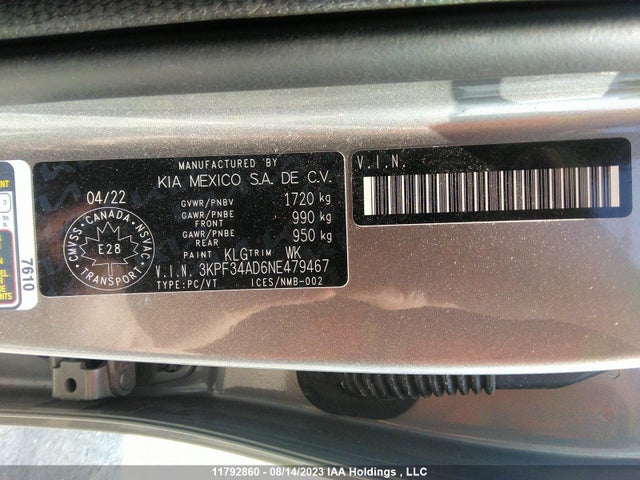 MANUFACTURED BY
KIA MEXICO S.A. DE C.V.
04/22
GVWR/PNBV 1720 kg
GAWR/PNBE FRONT 990 kg
GAWR/PNBE REAR 950 kg
PAINT KLG TRIM WK
V.I.N. 3KPF34AD6NE479467
TYPE:PC/VT ICES/NMB-002
CMVSS · CANADA · NSVAC
E28
TRANSPORT
V.I.N.
7610
11792860 - 08/14/2023 IAA Holdings , LLC